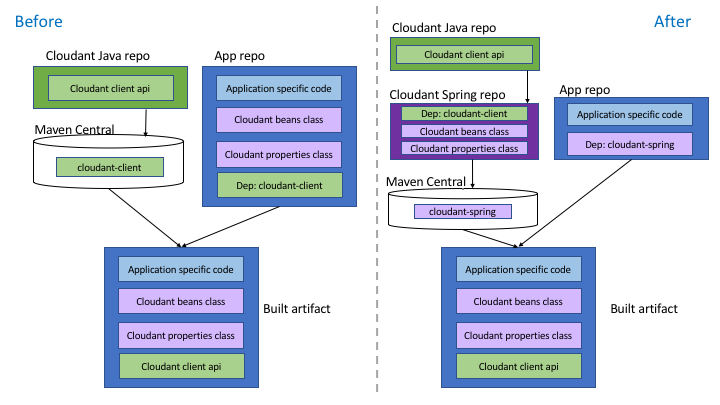 Before
Cloudant Java repo
Cloudant client api
Maven Central
cloudant-client
App repo
Application specific code
Cloudant beans class
Cloudant properties class
Dep: cloudant-client
Application specific code
Cloudant beans class
Cloudant properties class
Cloudant client api
Built artifact
After
Cloudant Java repo
Cloudant client api
Cloudant Spring repo
Dep: cloudant-client
Cloudant beans class
Cloudant properties class
Maven Central
cloudant-spring
App repo
Application specific code
Dep: cloudant-spring
Application specific code
Cloudant beans class
Cloudant properties class
Cloudant client api
Built artifact